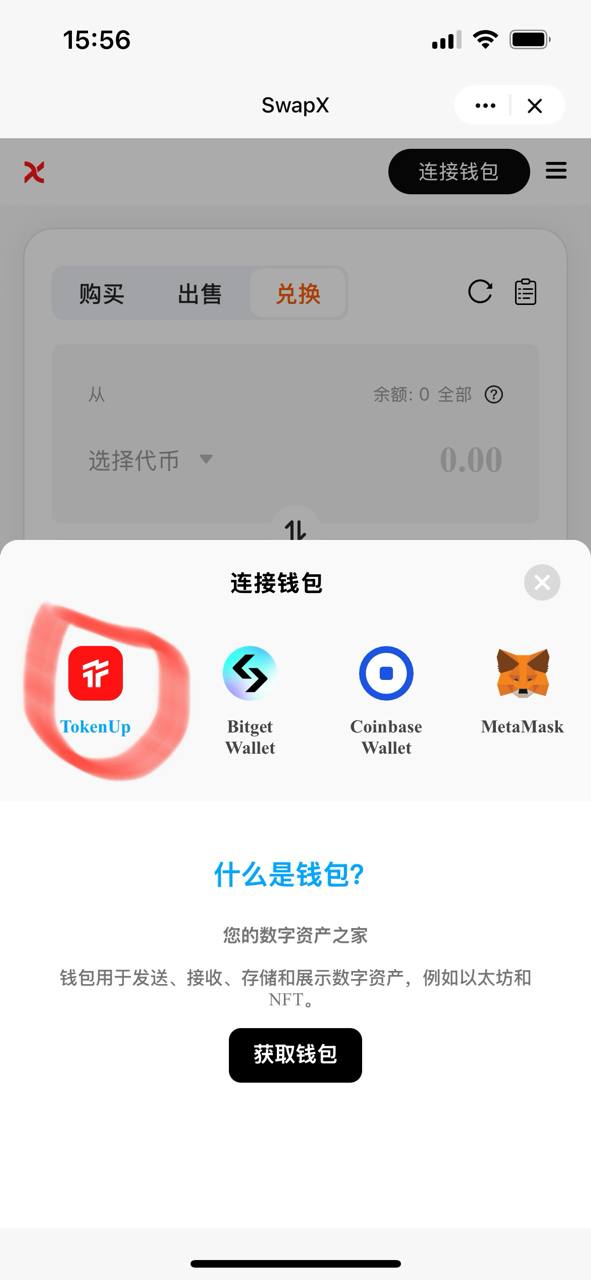 15:56
SwapX
连接钱包
购买 出售 兑换
从 余额: 0 全部
选择代币 0.00
连接钱包
TokenUp Bitget Wallet Coinbase Wallet MetaMask
什么是钱包?
您的数字资产之家
钱包用于发送、接收、存储和展示数字资产，例如以太坊和
NFT。
获取钱包